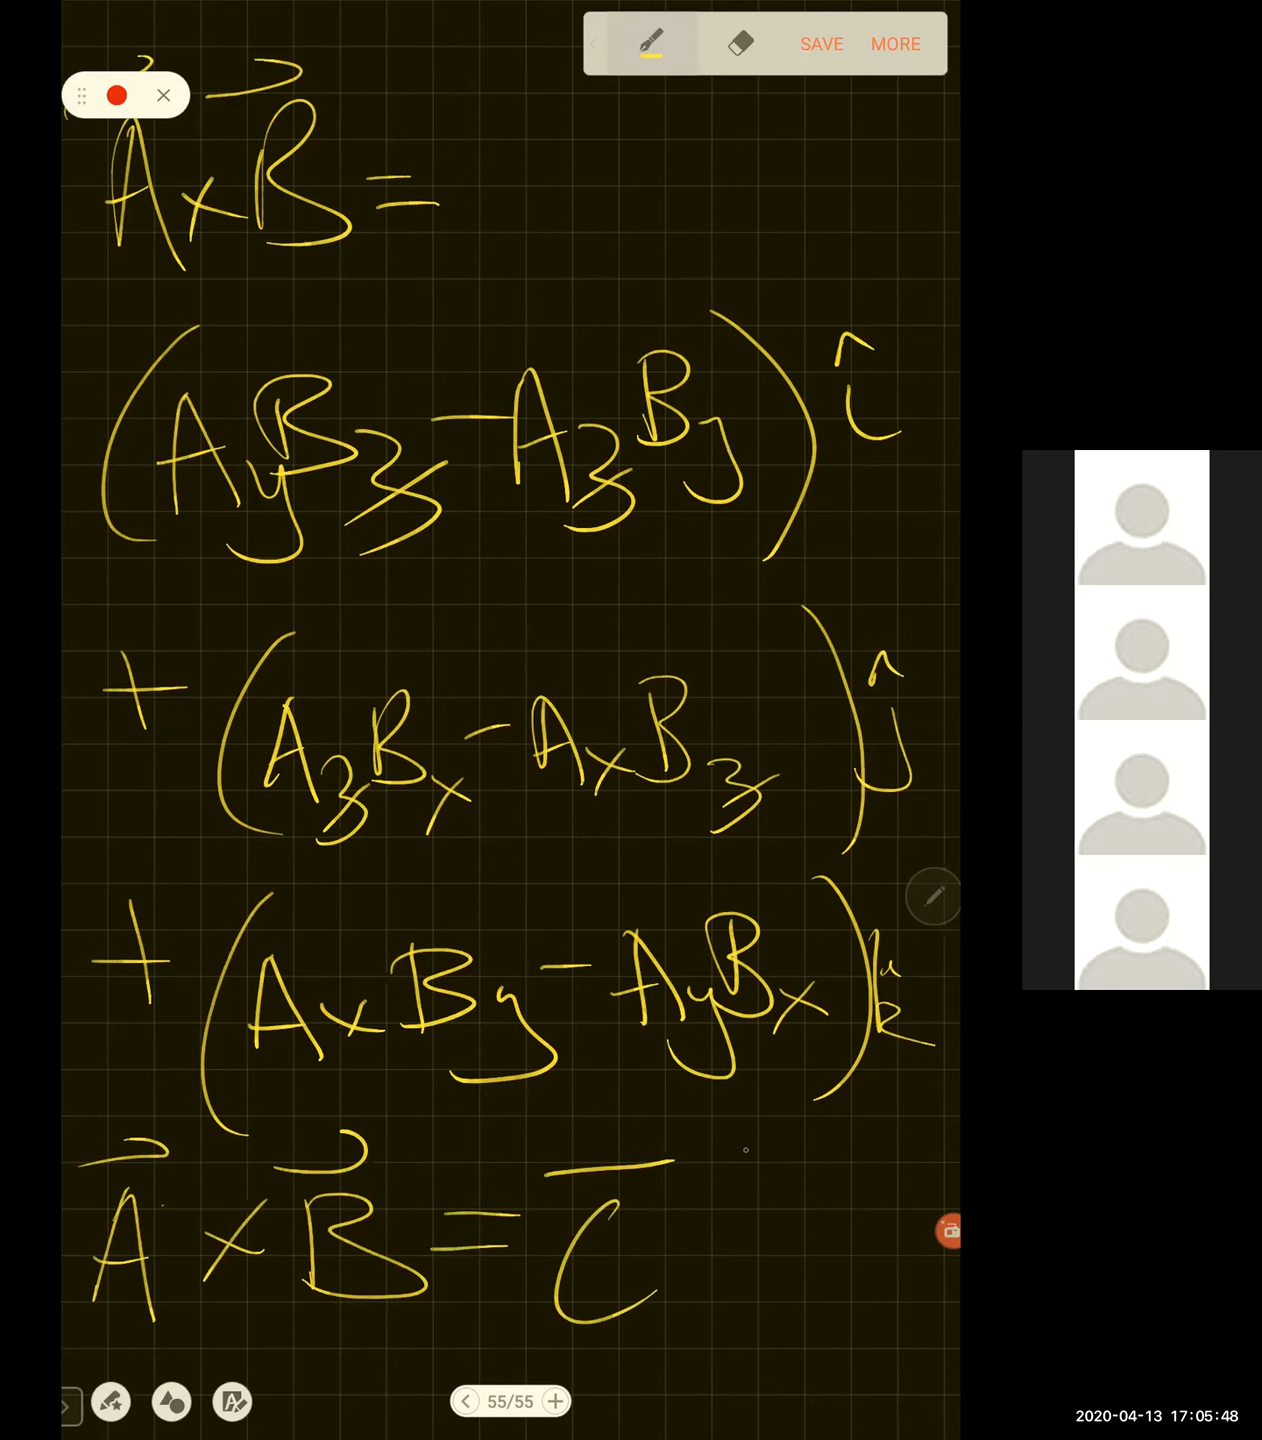 SAVE MORE
A⃗ × B⃗ =
(AyBz - AzBy) î
+ (AzBx - AxBz) ĵ
+ (AxBy - AyBx) k̂
A⃗ × B⃗ = C̅
55/55
2020-04-13 17:05:48